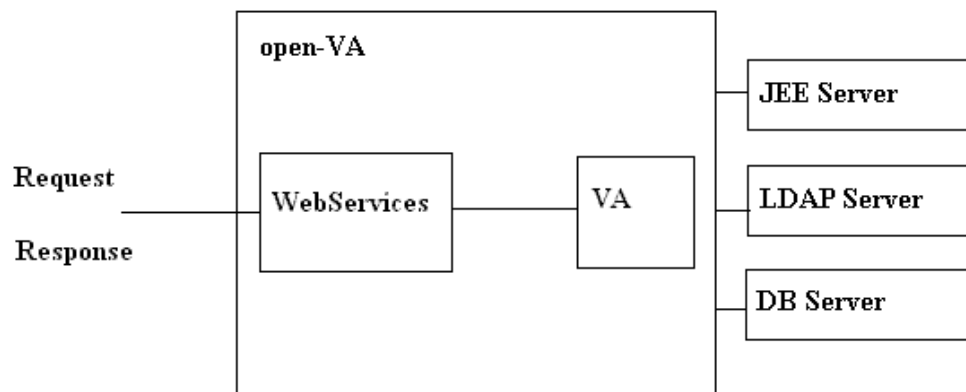 open-VA
JEE Server
Request
WebServices
VA
LDAP Server
Response
DB Server